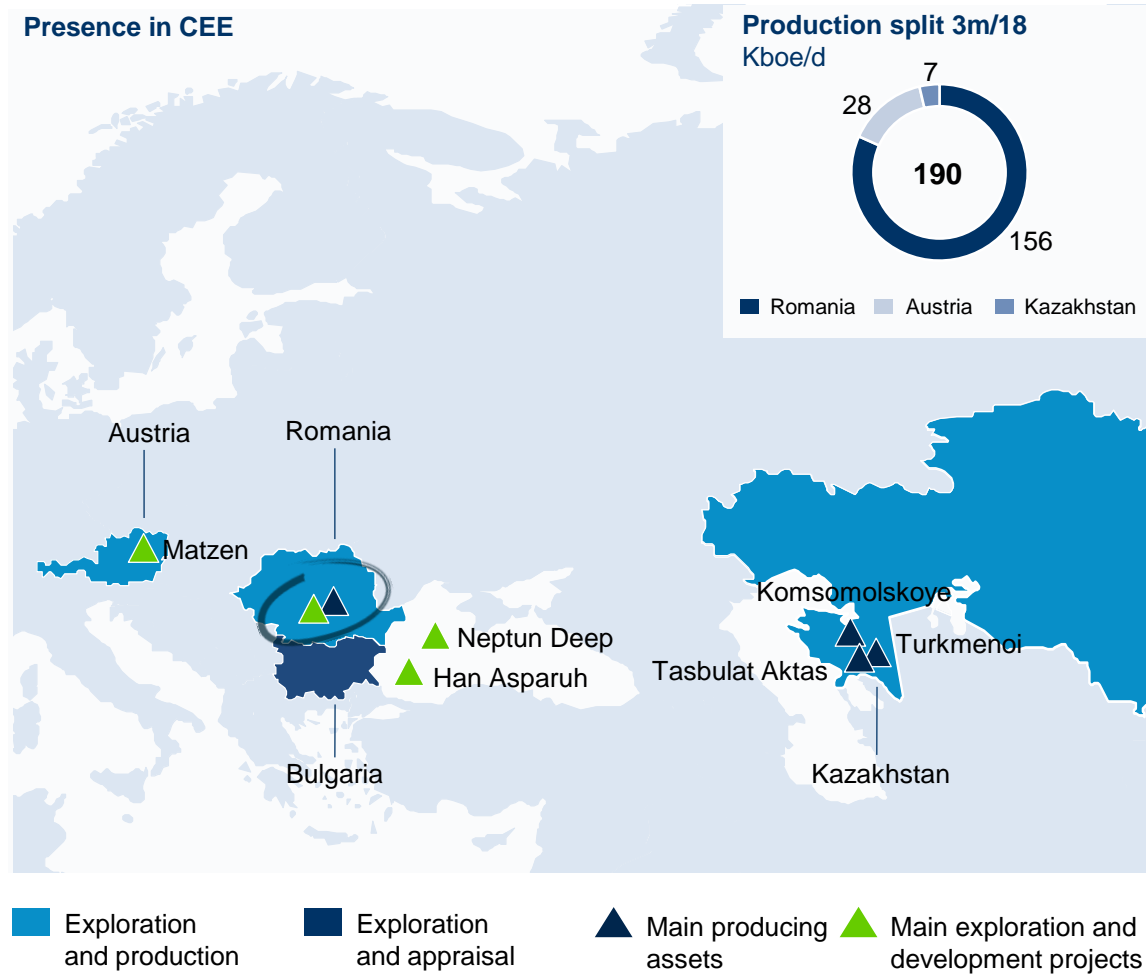 Presence in CEE
Production split 3m/18
Kboe/d
7
28
190
156
Romania
Austria
Kazakhstan
Austria
Romania
Matzen
Komsomolskoye
Neptun Deep
Turkmenoi
Han Asparuh
Tasbulat Aktas
Bulgaria
Kazakhstan
Exploration
and production
Exploration
and appraisal
Main producing
assets
Main exploration and
development projects